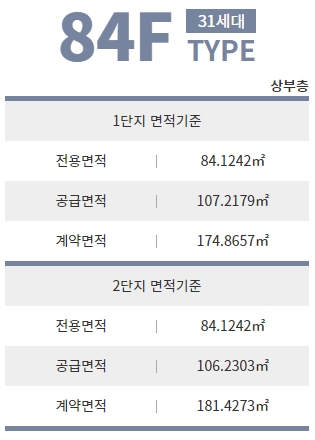 84F 31세대
TYPE
상부층
1단지 면적기준
전용면적 | 84.1242㎡
공급면적 | 107.2179㎡
계약면적 | 174.8657㎡
2단지 면적기준
전용면적 | 84.1242㎡
공급면적 | 106.2303㎡
계약면적 | 181.4273㎡